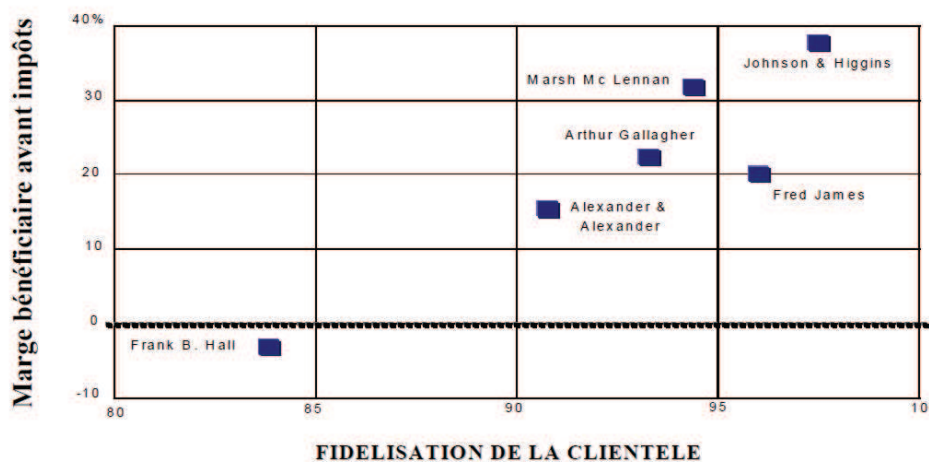 Marge bénéficiaire avant impôts
40%
30
20
10
0
-10
Johnson & Higgins
Marsh Mc Lennan
Arthur Gallagher
Fred James
Alexander &
Alexander
Frank B. Hall
80
85
90
95
10
FIDELISATION DE LA CLIENTELE